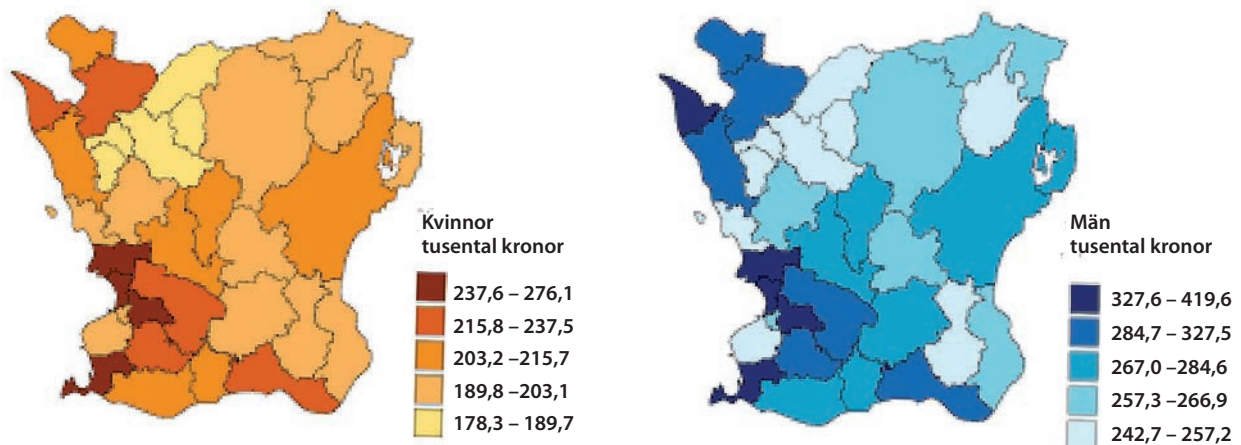 Kvinnor
tusental kronor
237,6 – 276,1
215,8 – 237,5
203,2 –215,7
189,8 –203,1
178,3 – 189,7
Män
tusental kronor
327,6 – 419,6
284,7 – 327,5
267,0 –284,6
257,3 –266,9
242,7 – 257,2